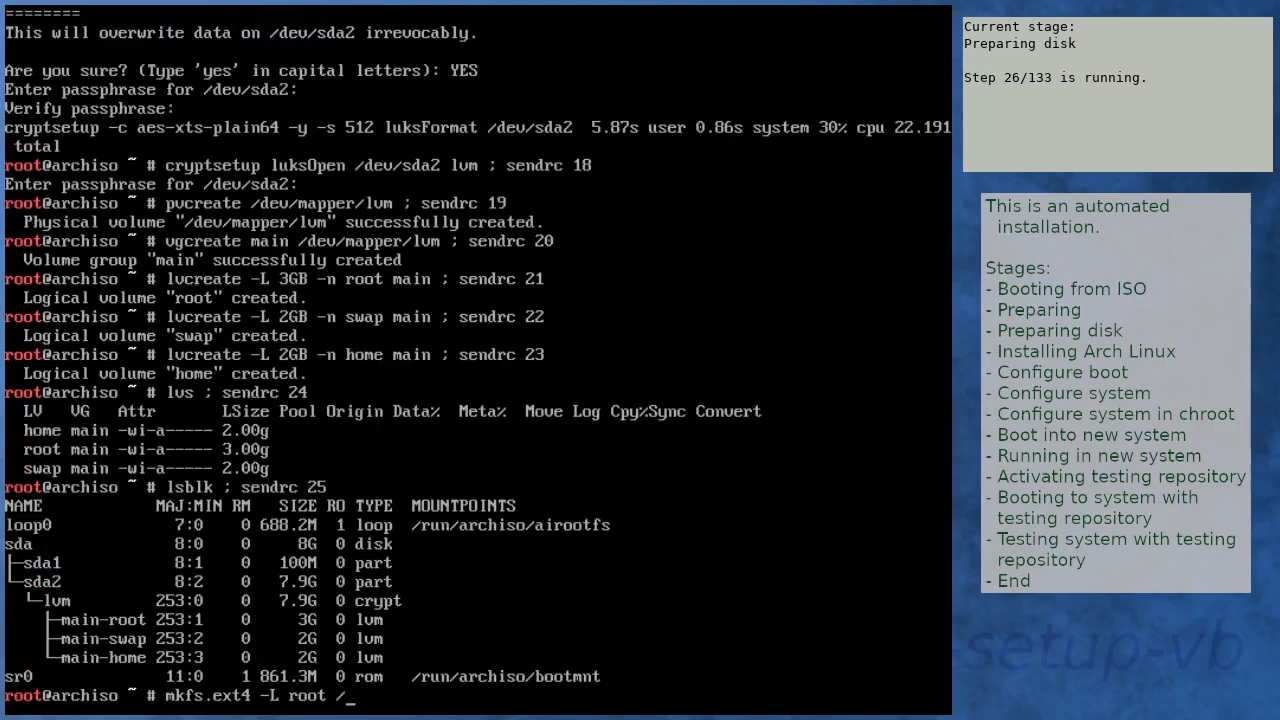 ========
This will overwrite data on /dev/sda2 irrevocably.
Are you sure? (Type 'yes' in capital letters): YES
Enter passphrase for /dev/sda2:
Verify passphrase:
cryptsetup -c aes-xts-plain64 -y -s 512 luksFormat /dev/sda2  5.87s user 0.86s system 30% cpu 22.191
 total
root@archiso ~ # cryptsetup luksOpen /dev/sda2 lvm ; sendrc 18
Enter passphrase for /dev/sda2:
root@archiso ~ # pvcreate /dev/mapper/lvm ; sendrc 19
  Physical volume "/dev/mapper/lvm" successfully created.
root@archiso ~ # vgcreate main /dev/mapper/lvm ; sendrc 20
  Volume group "main" successfully created
root@archiso ~ # lvcreate -L 3GB -n root main ; sendrc 21
  Logical volume "root" created.
root@archiso ~ # lvcreate -L 2GB -n swap main ; sendrc 22
  Logical volume "swap" created.
root@archiso ~ # lvcreate -L 2GB -n home main ; sendrc 23
  Logical volume "home" created.
root@archiso ~ # lvs ; sendrc 24
  LV   VG   Attr       LSize Pool Origin Data%  Meta%  Move Log Cpy%Sync Convert
  home main -wi-a----- 2.00g
  root main -wi-a----- 3.00g
  swap main -wi-a----- 2.00g
root@archiso ~ # lsblk ; sendrc 25
NAME            MAJ:MIN RM   SIZE RO TYPE  MOUNTPOINTS
loop0             7:0    0 688.2M  1 loop  /run/archiso/airootfs
sda               8:0    0     8G  0 disk
├─sda1            8:1    0   100M  0 part
└─sda2            8:2    0   7.9G  0 part
  └─lvm         253:0    0   7.9G  0 crypt
    ├─main-root 253:1    0     3G  0 lvm
    ├─main-swap 253:2    0     2G  0 lvm
    └─main-home 253:3    0     2G  0 lvm
sr0              11:0    1 861.3M  0 rom   /run/archiso/bootmnt
root@archiso ~ # mkfs.ext4 -L root /_
Current stage:
Preparing disk
Step 26/133 is running.
This is an automated
installation.
Stages:
- Booting from ISO
- Preparing
- Preparing disk
- Installing Arch Linux
- Configure boot
- Configure system
- Configure system in chroot
- Boot into new system
- Running in new system
- Activating testing repository
- Booting to system with
testing repository
- Testing system with testing
repository
- End
-setup-vb